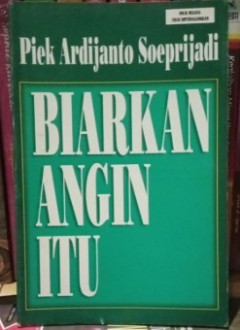 Piek Ardijanto Soeprijadi
BIARKAN
ANGIN
ITU